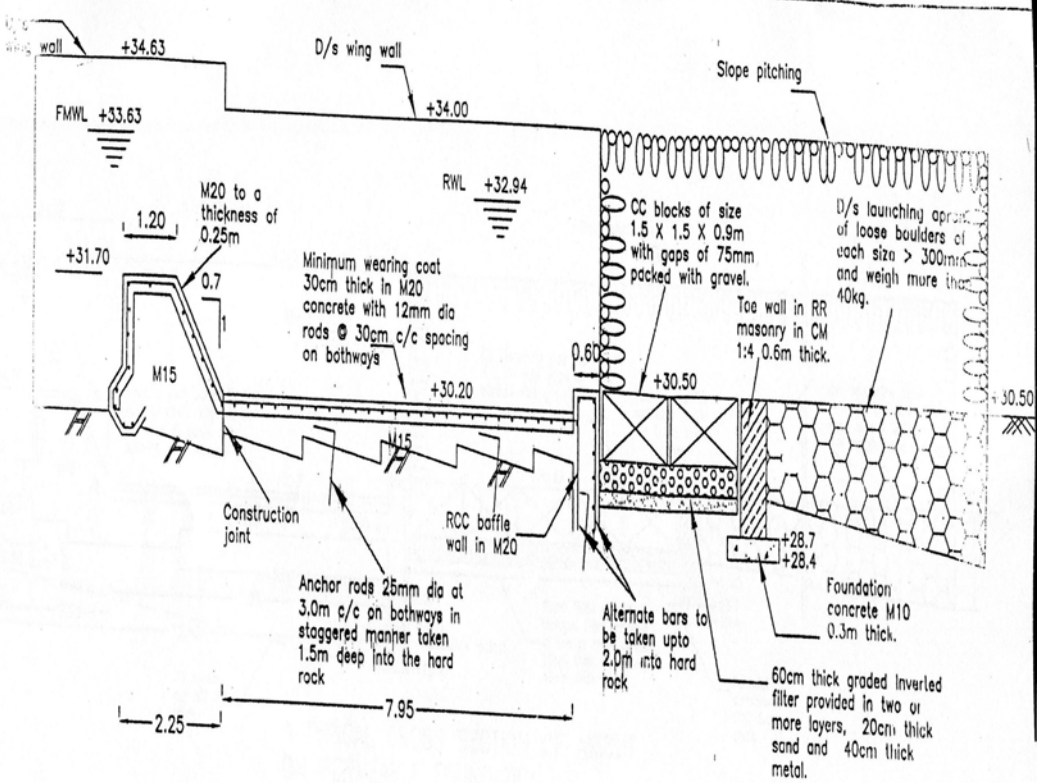 wing wall
+34.63
D/s wing wall
Slope pitching
FMWL +33.63
+34.00
RWL +32.94
M20 to a
thickness of
0.25m
1.20
+31.70
0.7
1
Minimum wearing coat
30cm thick in M20
concrete with 12mm dia
rods @ 30cm c/c spacing
on bothways
CC blocks of size
1.5 X 1.5 X 0.9m
with gaps of 75mm
packed with gravel.
D/s launching apron
of loose boulders of
each size > 300mm
and weigh more than
40kg.
Toe wall in RR
masonry in CM
1:4 0.6m thick.
0.60
M15
+30.20
+30.50
+30.50
M15
Construction
joint
RCC baffle
wall in M20
+28.7
+28.4
Anchor rods 25mm dia at
3.0m c/c on bothways in
staggered manner taken
1.5m deep into the hard
rock
Alternate bars to
be taken upto
2.0m into hard
rock
Foundation
concrete M10
0.3m thick.
60cm thick graded inverted
filter provided in two or
more layers, 20cm thick
sand and 40cm thick
metal.
2.25
7.95